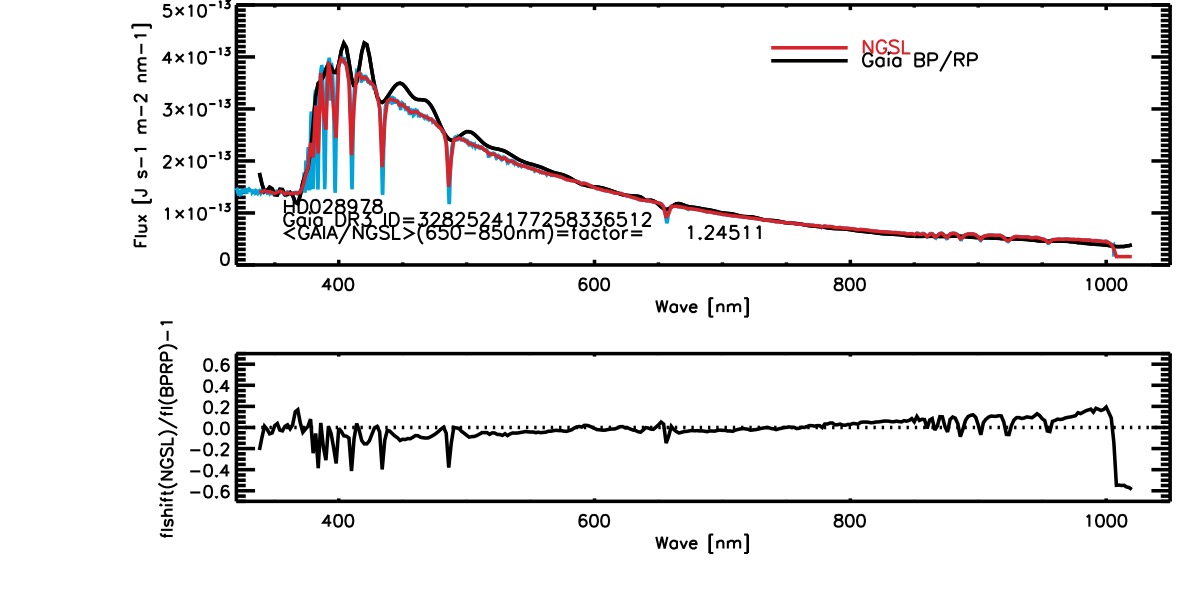 5×10−13
4×10−13
3×10−13
2×10−13
1×10−13
0
Flux [J s−1 m−2 nm−1]
NGSL
Gaia BP/RP
HD028978
Gaia DR3 ID=3282524177258336512
<GAIA/NGSL>(650−850nm)=factor= 1.24511
400 600 800 1000
Wave [nm]
flshift(NGSL)/fl(BPRP)−1
0.6
0.4
0.2
0.0
−0.2
−0.4
−0.6
400 600 800 1000
Wave [nm]